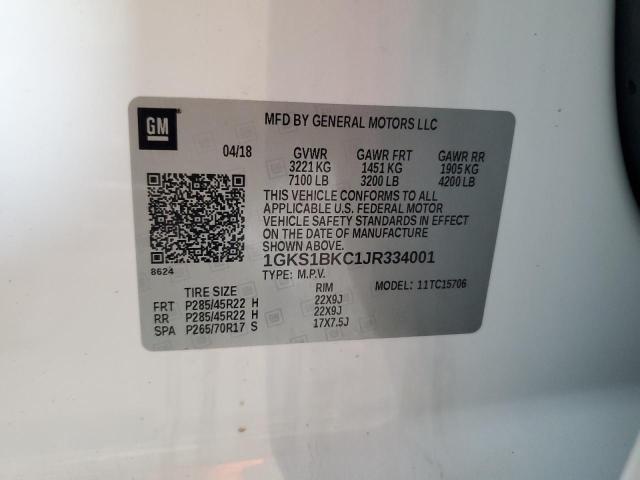 GM
MFD BY GENERAL MOTORS LLC
04/18 GVWR GAWR FRT GAWR RR
3221 KG 1451 KG 1905 KG
7100 LB 3200 LB 4200 LB
THIS VEHICLE CONFORMS TO ALL
APPLICABLE U.S. FEDERAL MOTOR
VEHICLE SAFETY STANDARDS IN EFFECT
ON THE DATE OF MANUFACTURE
SHOWN ABOVE.
8624
1GKS1BKC1JR334001
TYPE: M.P.V. MODEL: 11TC15706
TIRE SIZE RIM
FRT P285/45R22 H 22X9J
RR P285/45R22 H 22X9J
SPA P265/70R17 S 17X7.5J